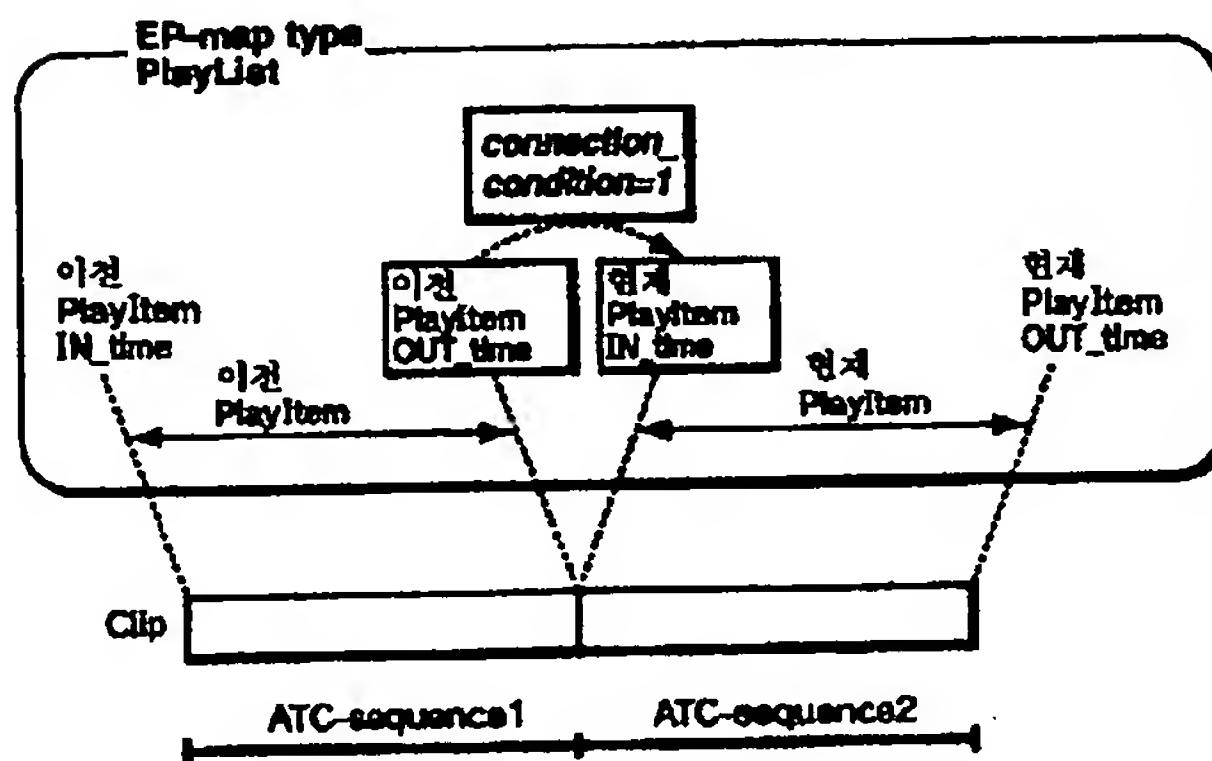 EP-map type
PlayList
connection_
condition=1
이전
PlayItem
IN_time
이전
PlayItem
OUT_time
현재
PlayItem
IN_time
현재
PlayItem
OUT_time
이전
PlayItem
현재
PlayItem
Clip
ATC-sequence1
ATC-sequence2